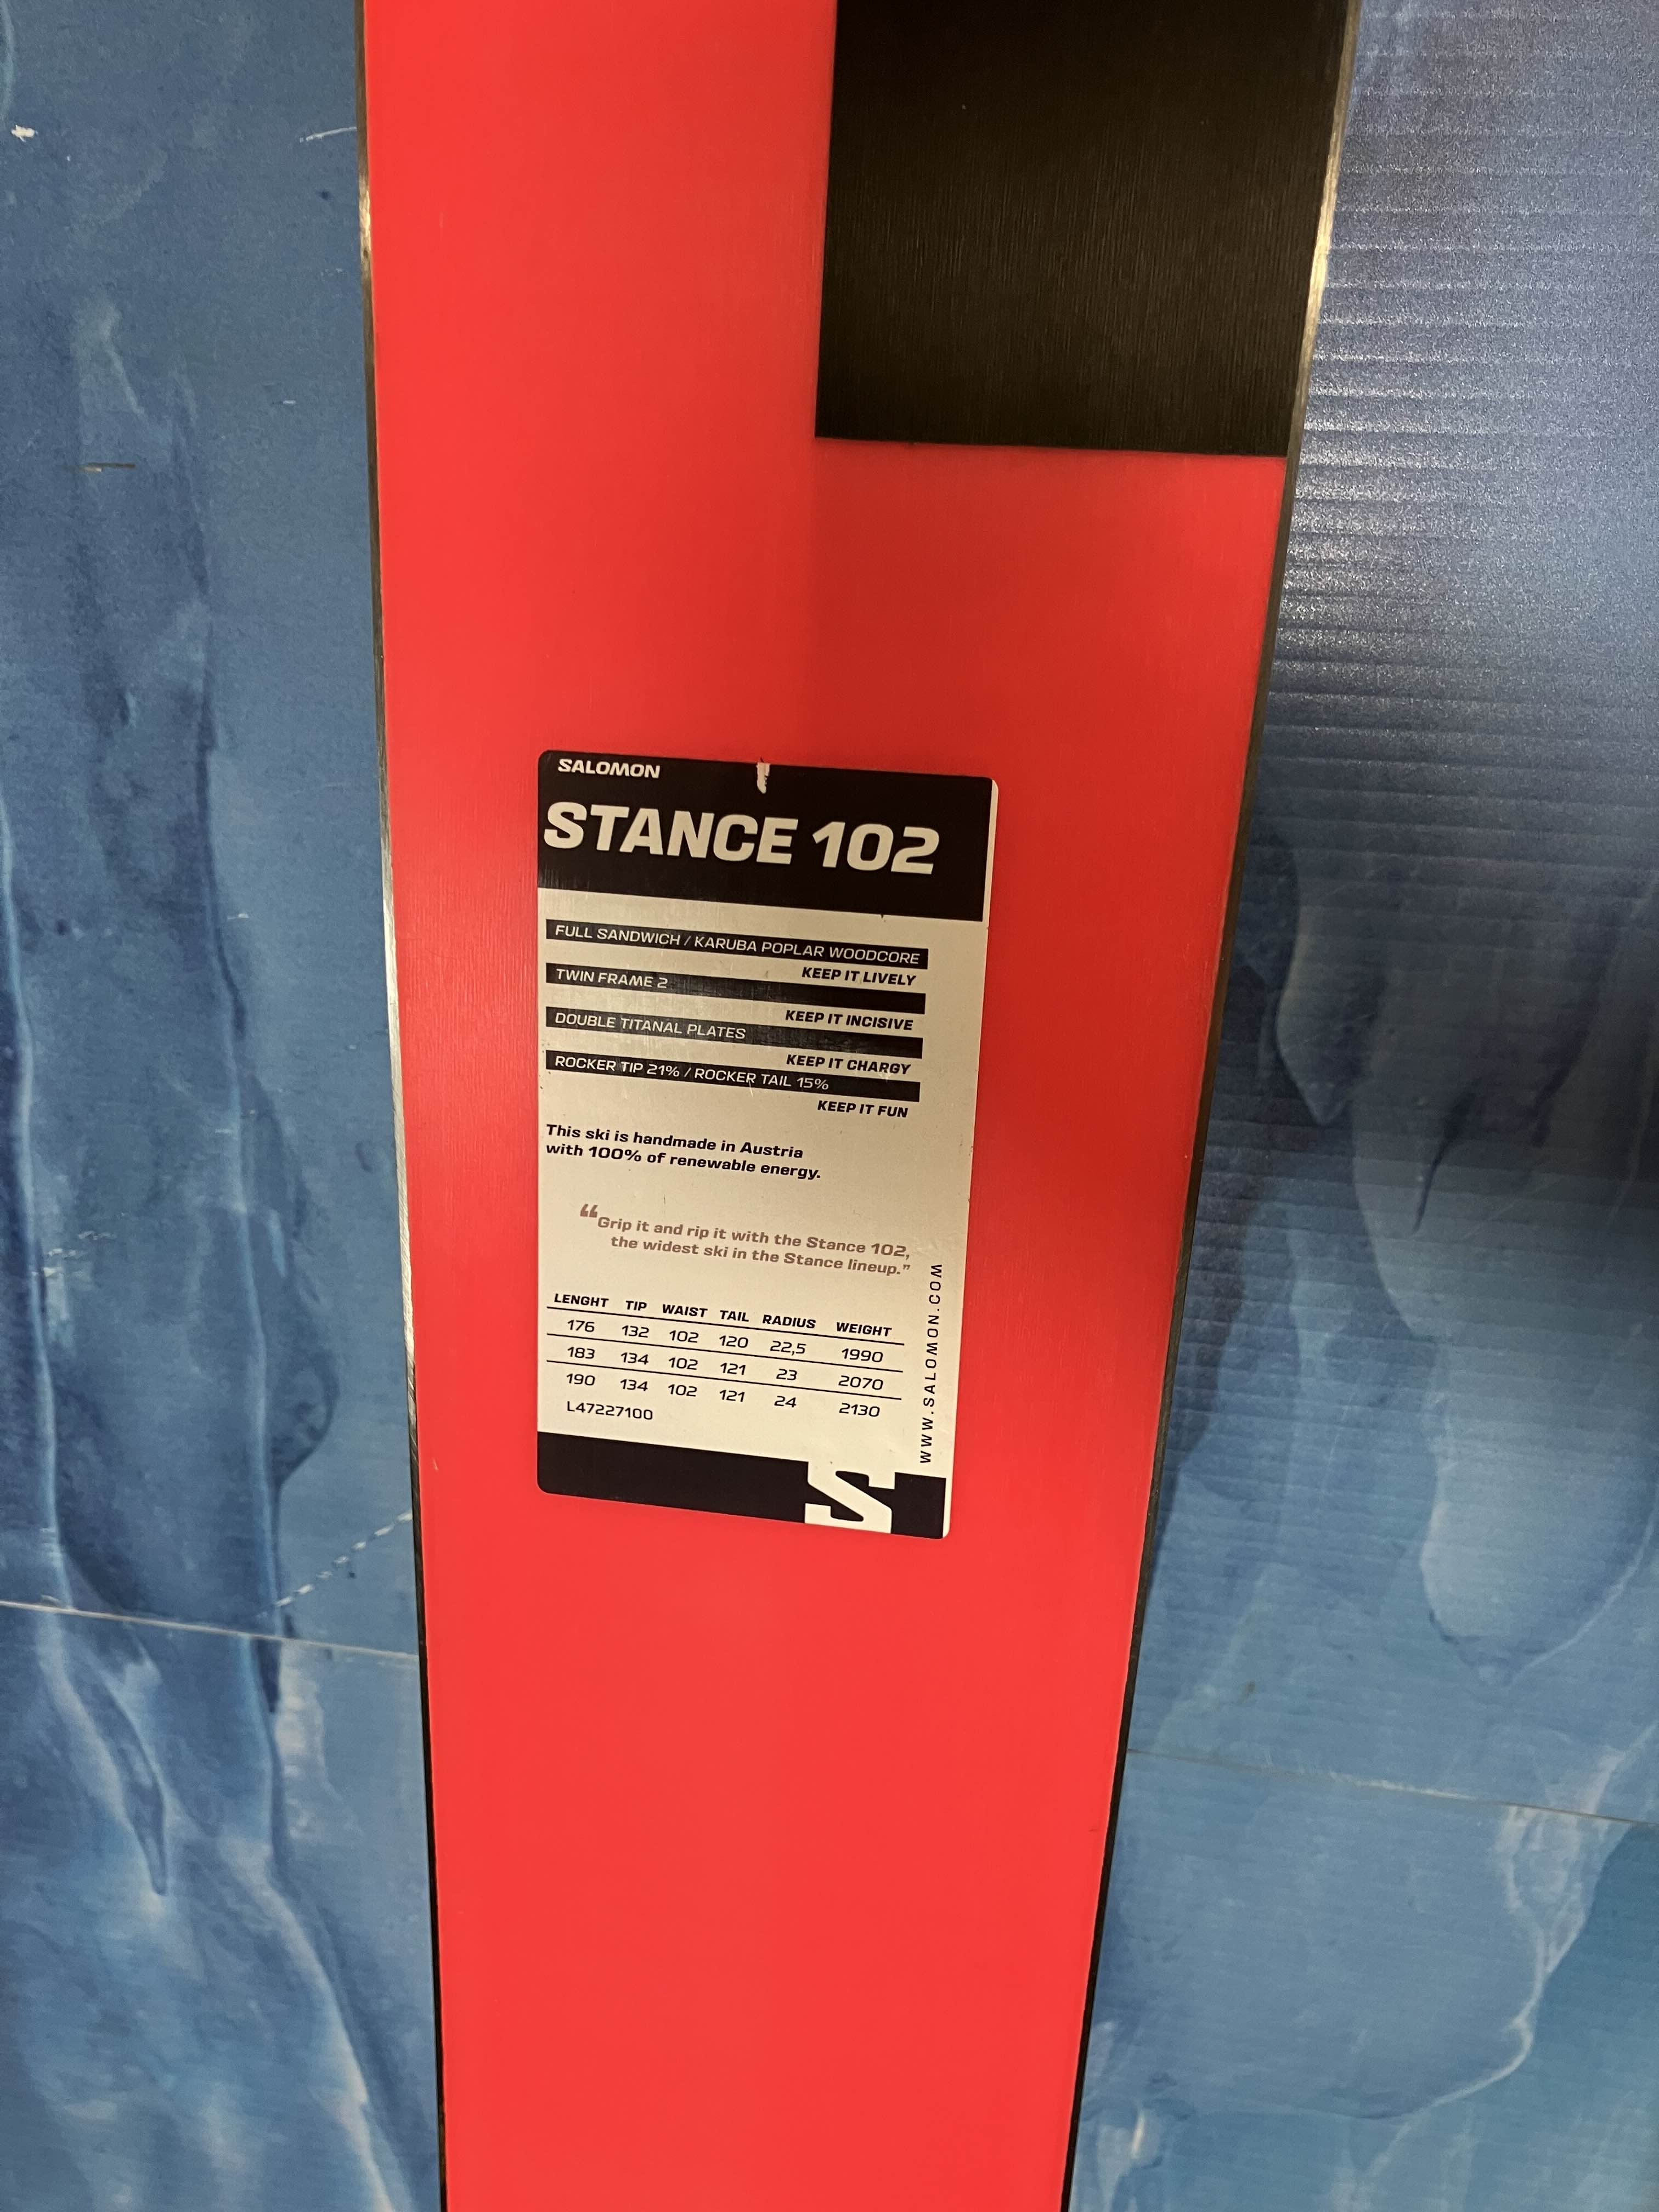 SALOMON
STANCE 102
FULL SANDWICH / KARUBA POPLAR WOODCORE
KEEP IT LIVELY
TWIN FRAME 2
KEEP IT INCISIVE
DOUBLE TITANAL PLATES
KEEP IT CHARGY
ROCKER TIP 21% / ROCKER TAIL 15%
KEEP IT FUN
This ski is handmade in Austria
with 100% of renewable energy.
“Grip it and rip it with the Stance 102,
the widest ski in the Stance lineup.”
LENGHT TIP WAIST TAIL RADIUS WEIGHT
176 132 102 120 22,5 1990
183 134 102 121 23 2070
190 134 102 121 24 2130
L47227100
WWW.SALOMON.COM